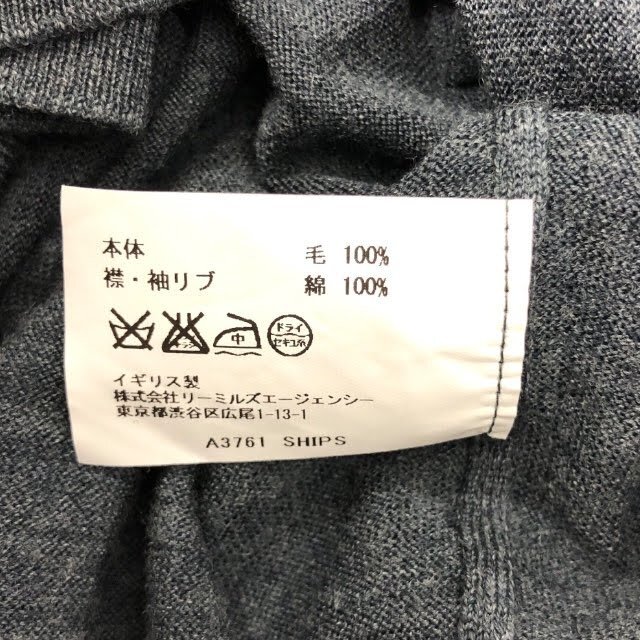 本体 毛 100%
襟・袖リブ 綿 100%
中 ドライ セキユ系
イギリス製
株式会社リーミルズエージェンシー
東京都渋谷区広尾1-13-1
A3761 SHIPS